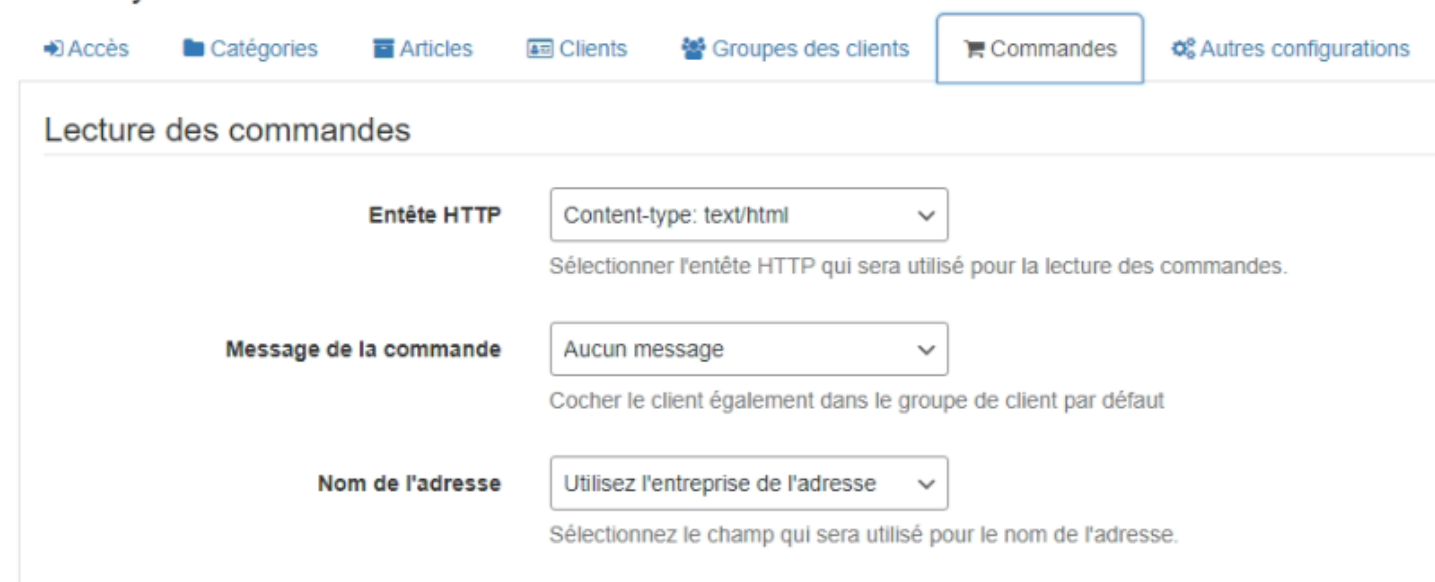 Accès Catégories Articles Clients Groupes des clients Commandes Autres configurations
Lecture des commandes
Entête HTTP Content-type: text/html
Sélectionner l'entête HTTP qui sera utilisé pour la lecture des commandes.
Message de la commande Aucun message
Cocher le client également dans le groupe de client par défaut
Nom de l'adresse Utilisez l'entreprise de l'adresse
Sélectionnez le champ qui sera utilisé pour le nom de l'adresse.